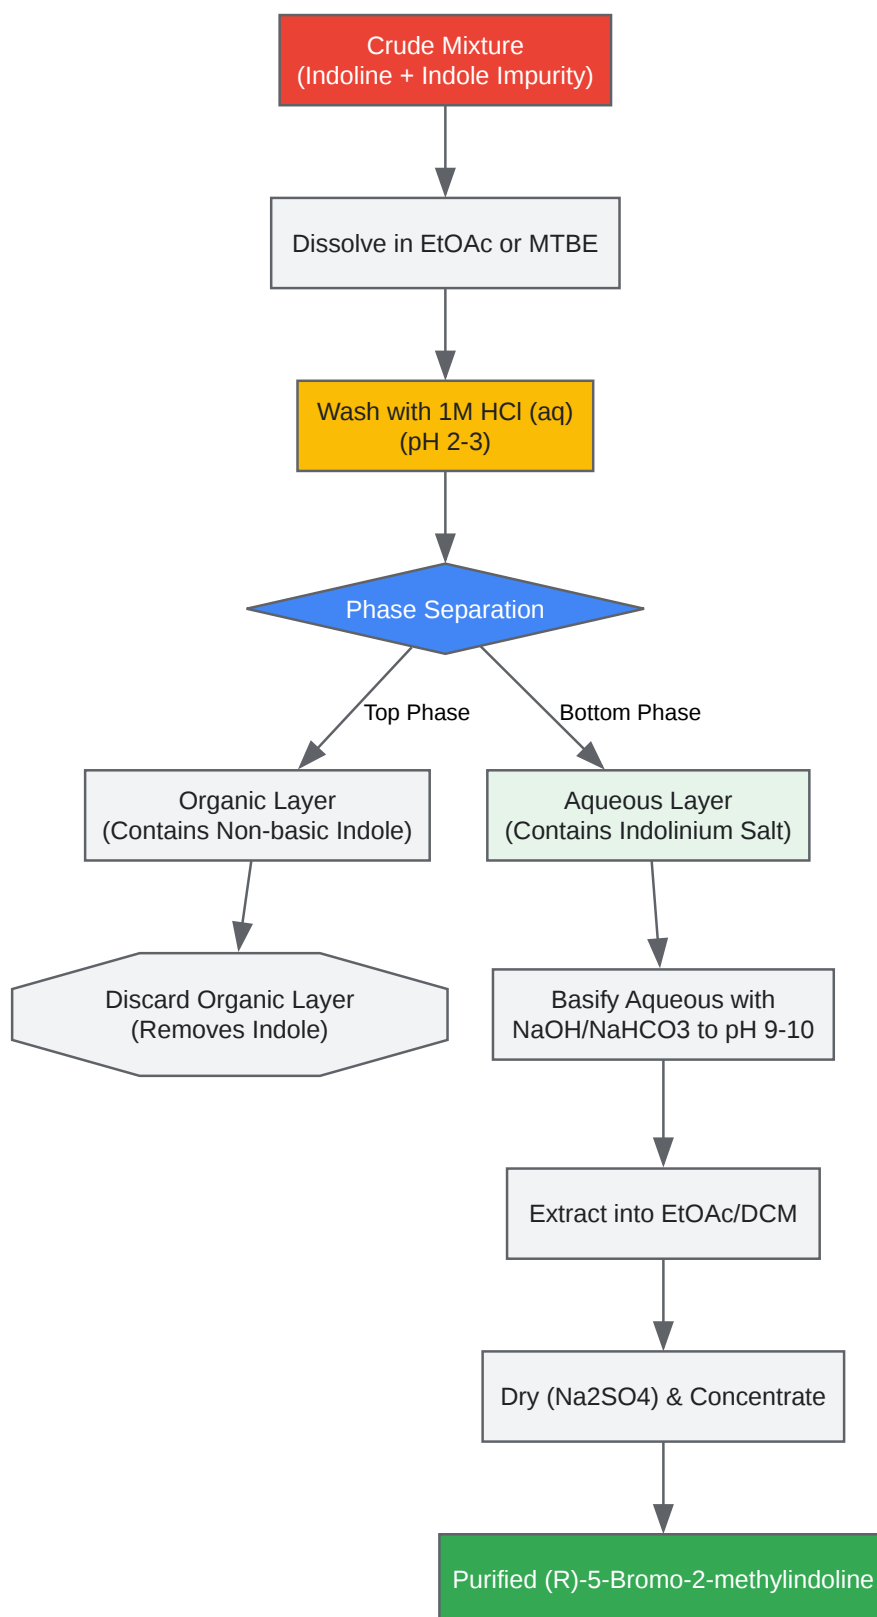 Crude Mixture
(Indoline + Indole Impurity)
Dissolve in EtOAc or MTBE
Wash with 1M HCl (aq)
(pH 2-3)
Phase Separation
Top Phase
Bottom Phase
Organic Layer
(Contains Non-basic Indole)
Aqueous Layer
(Contains Indolinium Salt)
Discard Organic Layer
(Removes Indole)
Basify Aqueous with
NaOH/NaHCO3 to pH 9-10
Extract into EtOAc/DCM
Dry (Na2SO4) & Concentrate
Purified (R)-5-Bromo-2-methylindoline